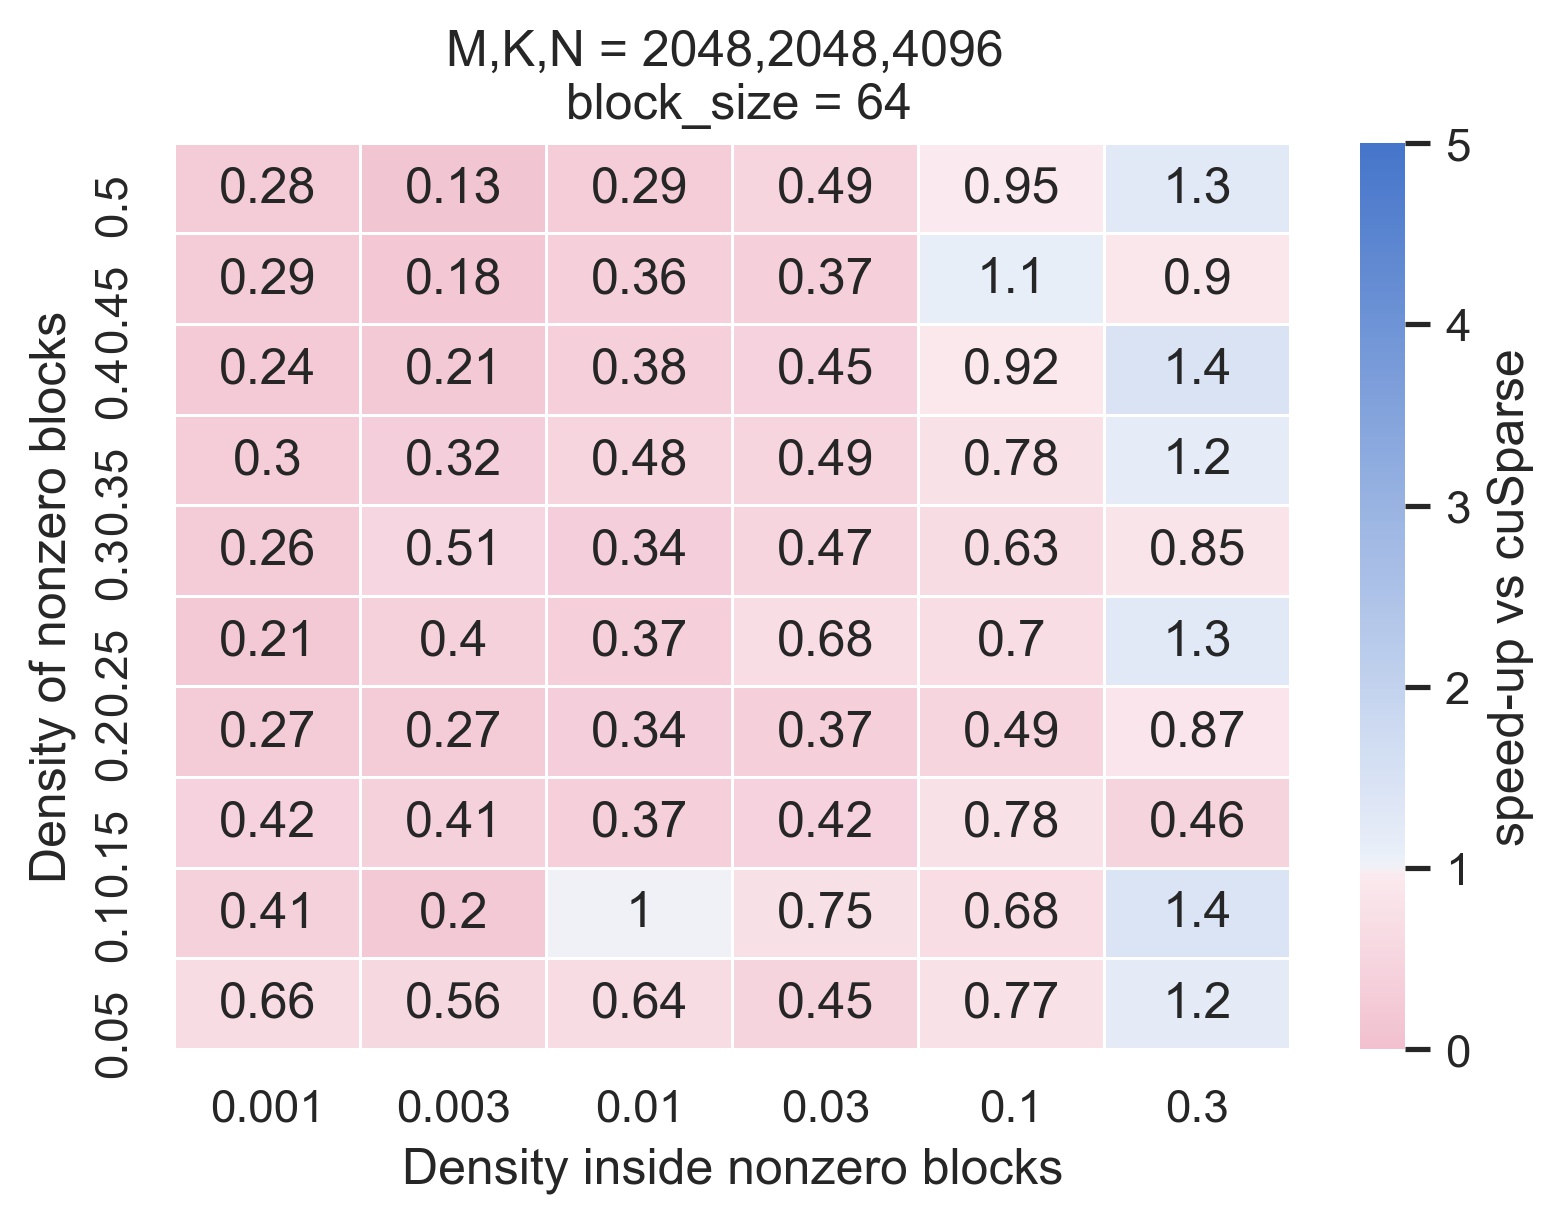 M,K,N = 2048,2048,4096
block_size = 64
Density of nonzero blocks
0.5 0.28 0.13 0.29 0.49 0.95 1.3
0.45 0.29 0.18 0.36 0.37 1.1 0.9
0.4 0.24 0.21 0.38 0.45 0.92 1.4
0.35 0.3 0.32 0.48 0.49 0.78 1.2
0.3 0.26 0.51 0.34 0.47 0.63 0.85
0.25 0.21 0.4 0.37 0.68 0.7 1.3
0.2 0.27 0.27 0.34 0.37 0.49 0.87
0.15 0.42 0.41 0.37 0.42 0.78 0.46
0.1 0.41 0.2 1 0.75 0.68 1.4
0.05 0.66 0.56 0.64 0.45 0.77 1.2
0.001 0.003 0.01 0.03 0.1 0.3
Density inside nonzero blocks
5
4
3
2
1
0
speed-up vs cuSparse